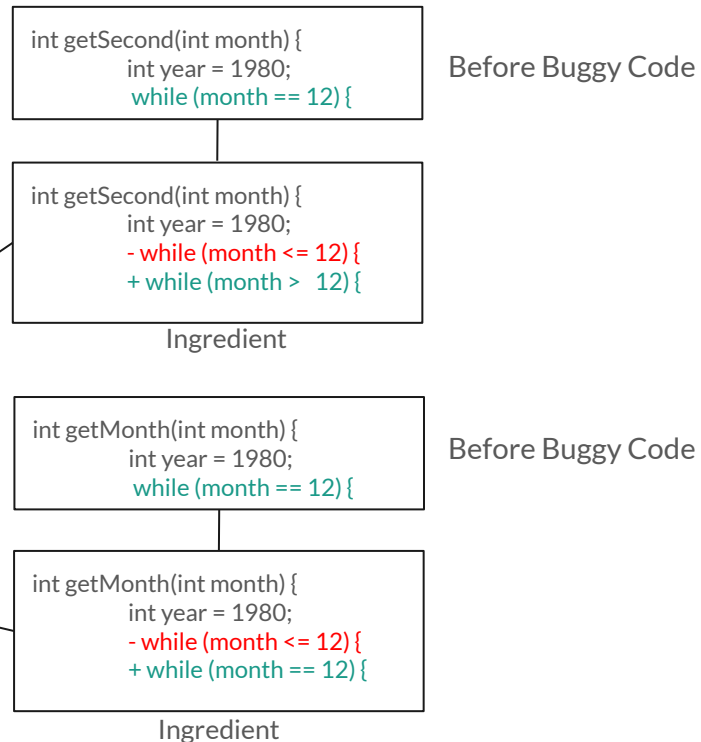 int getSecond(int month) {
Before Buggy Code
int year = 1980;
while (month == 12) {
int getSecond(int month) {
int year = 1980;
- while (month <= 12) {
+ while (month >  12) {
Ingredient
int getMonth(int month) {
Before Buggy Code
int year = 1980;
while (month == 12) {
int getMonth(int month) {
int year = 1980;
- while (month <= 12) {
+ while (month == 12) {
Ingredient